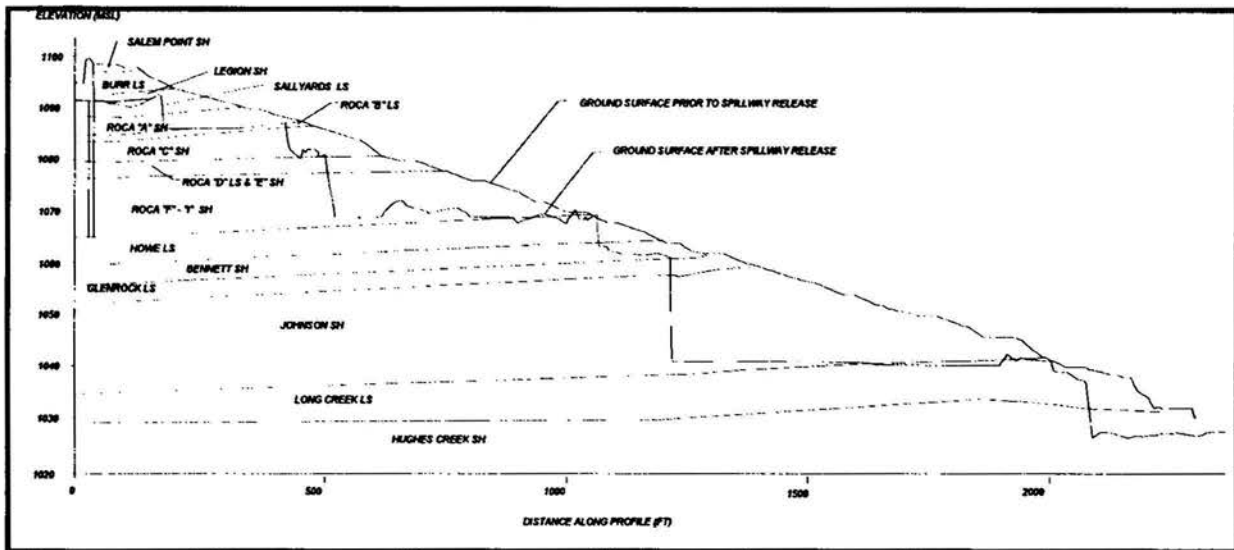 ELEVATION (MSL)
SALEM POINT SH
1100
LEGION SH
BURR LS
SALLYARDS LS
ROCA "B" LS
GROUND SURFACE PRIOR TO SPILLWAY RELEASE
1090
ROCA "A" SH
ROCA "C" SH
GROUND SURFACE AFTER SPILLWAY RELEASE
1080
ROCA "D" LS & "E" SH
ROCA "F" - "I" SH
1070
HOWE LS
BENNETT SH
1060
GLENROCK LS
1050
JOHNSON SH
1040
LONG CREEK LS
1030
HUGHES CREEK SH
1020
0
500
1000
1500
2000
DISTANCE ALONG PROFILE (FT)